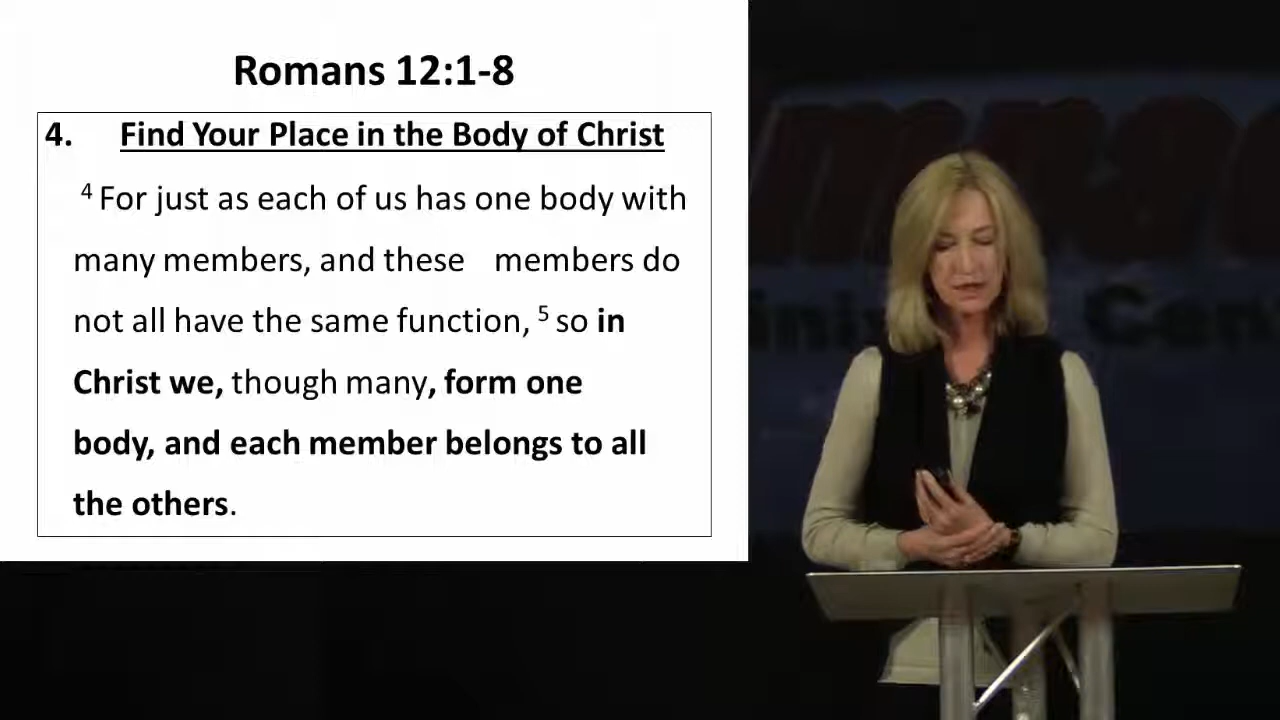 Romans 12:1-8
4. Find Your Place in the Body of Christ
4 For just as each of us has one body with
many members, and these members do
not all have the same function, 5 so in
Christ we, though many, form one
body, and each member belongs to all
the others.